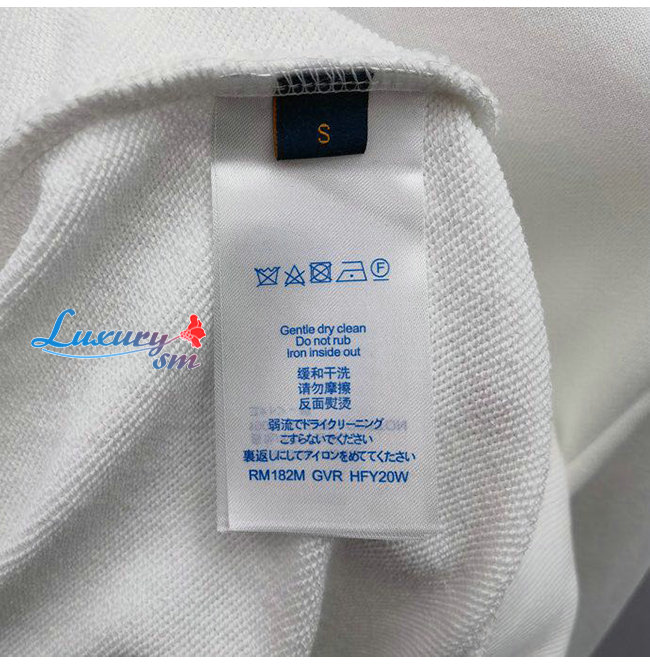 S
Luxury
sm
F
Gentle dry clean
Do not rub
Iron inside out
缓和干洗
请勿摩擦
反面熨烫
弱流でドライクリーニング
こすらないでください
裏返しにしてアイロンをめててください
RM182M GVR HFY20W